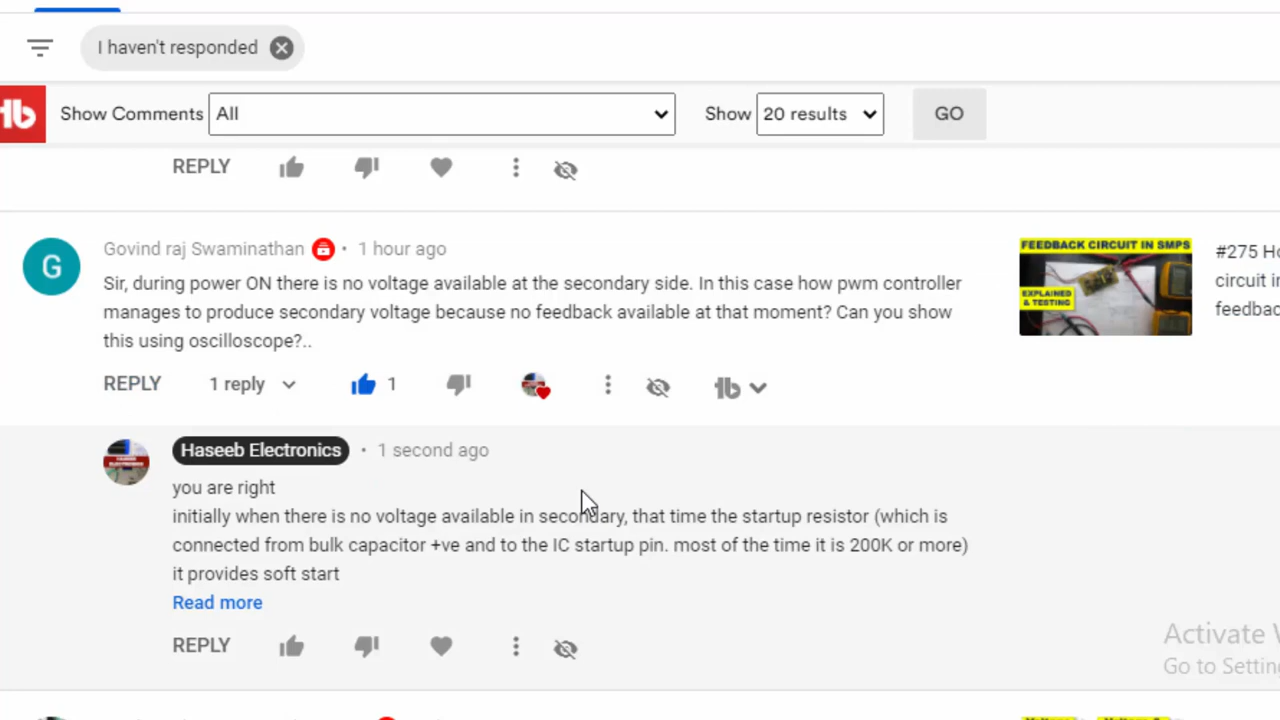 I haven't responded
Show Comments All Show 20 results GO
REPLY
Govind raj Swaminathan • 1 hour ago
Sir, during power ON there is no voltage available at the secondary side. In this case how pwm controller
manages to produce secondary voltage because no feedback available at that moment? Can you show
this using oscilloscope?..
FEEDBACK CIRCUIT IN SMPS
EXPLAINED
& TESTING
#275
circuit
REPLY 1 reply 1
Haseeb Electronics • 1 second ago
you are right
initially when there is no voltage available in secondary, that time the startup resistor (which is
connected from bulk capacitor +ve and to the IC startup pin. most of the time it is 200K or more)
it provides soft start
Read more
REPLY
Activate
Go to